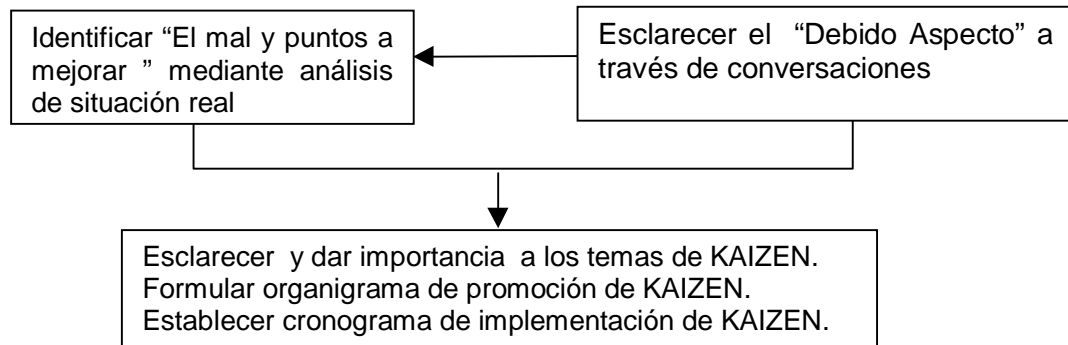 Identificar “El mal y puntos a
mejorar ” mediante análisis
de situación real
Esclarecer el “Debido Aspecto” a
través de conversaciones
Esclarecer y dar importancia a los temas de KAIZEN.
Formular organigrama de promoción de KAIZEN.
Establecer cronograma de implementación de KAIZEN.